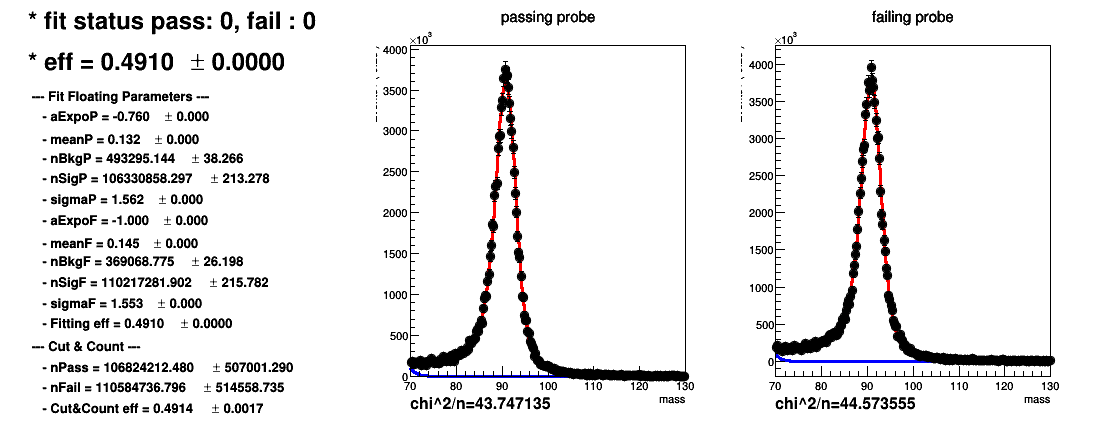 * fit status pass: 0, fail : 0
* eff = 0.4910 ± 0.0000
--- Fit Floating Parameters ---
- aExpoP = -0.760 ± 0.000
- meanP = 0.132 ± 0.000
- nBkgP = 493295.144 ± 38.266
- nSigP = 106330858.297 ± 213.278
- sigmaP = 1.562 ± 0.000
- aExpoF = -1.000 ± 0.000
- meanF = 0.145 ± 0.000
- nBkgF = 369068.775 ± 26.198
- nSigF = 110217281.902 ± 215.782
- sigmaF = 1.553 ± 0.000
- Fitting eff = 0.4910 ± 0.0000
--- Cut & Count ---
- nPass = 106824212.480 ± 507001.290
- nFail = 110584736.796 ± 514558.735
- Cut&Count eff = 0.4914 ± 0.0017
passing probe
×10³
4000
3500
3000
2500
2000
1500
1000
500
0
70 80 90 100 110 120 130
mass
chi^2/n=43.747135
failing probe
×10³
4000
3500
3000
2500
2000
1500
1000
500
0
70 80 90 100 110 120 130
mass
chi^2/n=44.573555